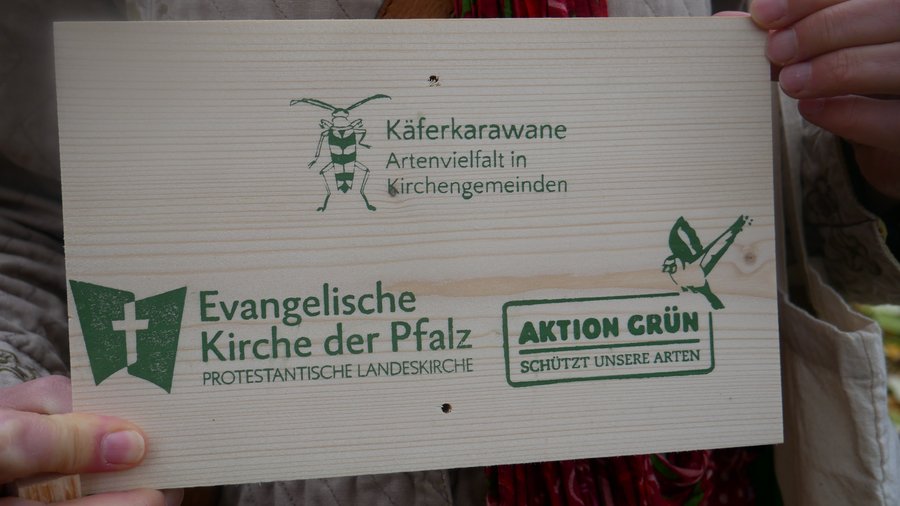 Käferkarawane
Artenvielfalt in
Kirchengemeinden
Evangelische
Kirche der Pfalz
PROTESTANTISCHE LANDESKIRCHE
AKTION GRÜN
SCHÜTZT UNSERE ARTEN